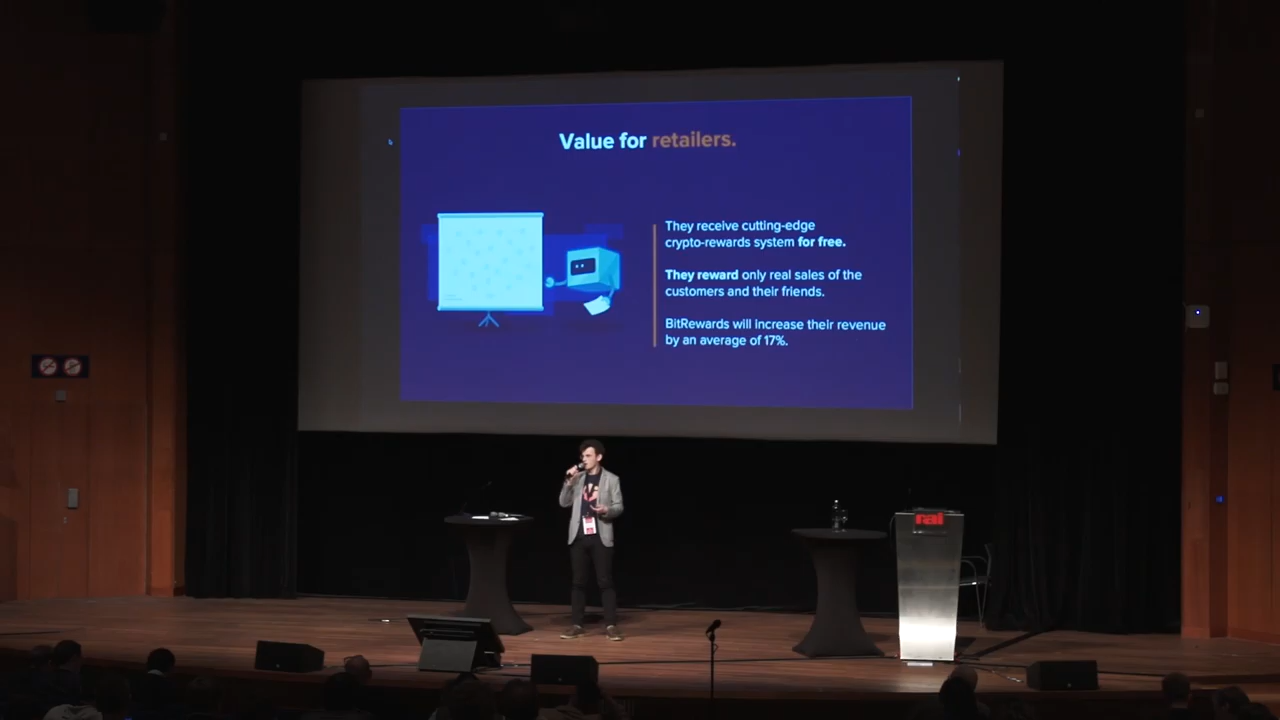 Value for retailers.
They receive cutting-edge
crypto-rewards system for free.
They reward only real sales of the
customers and their friends.
BitRewards will increase their revenue
by an average of 17%.
rai